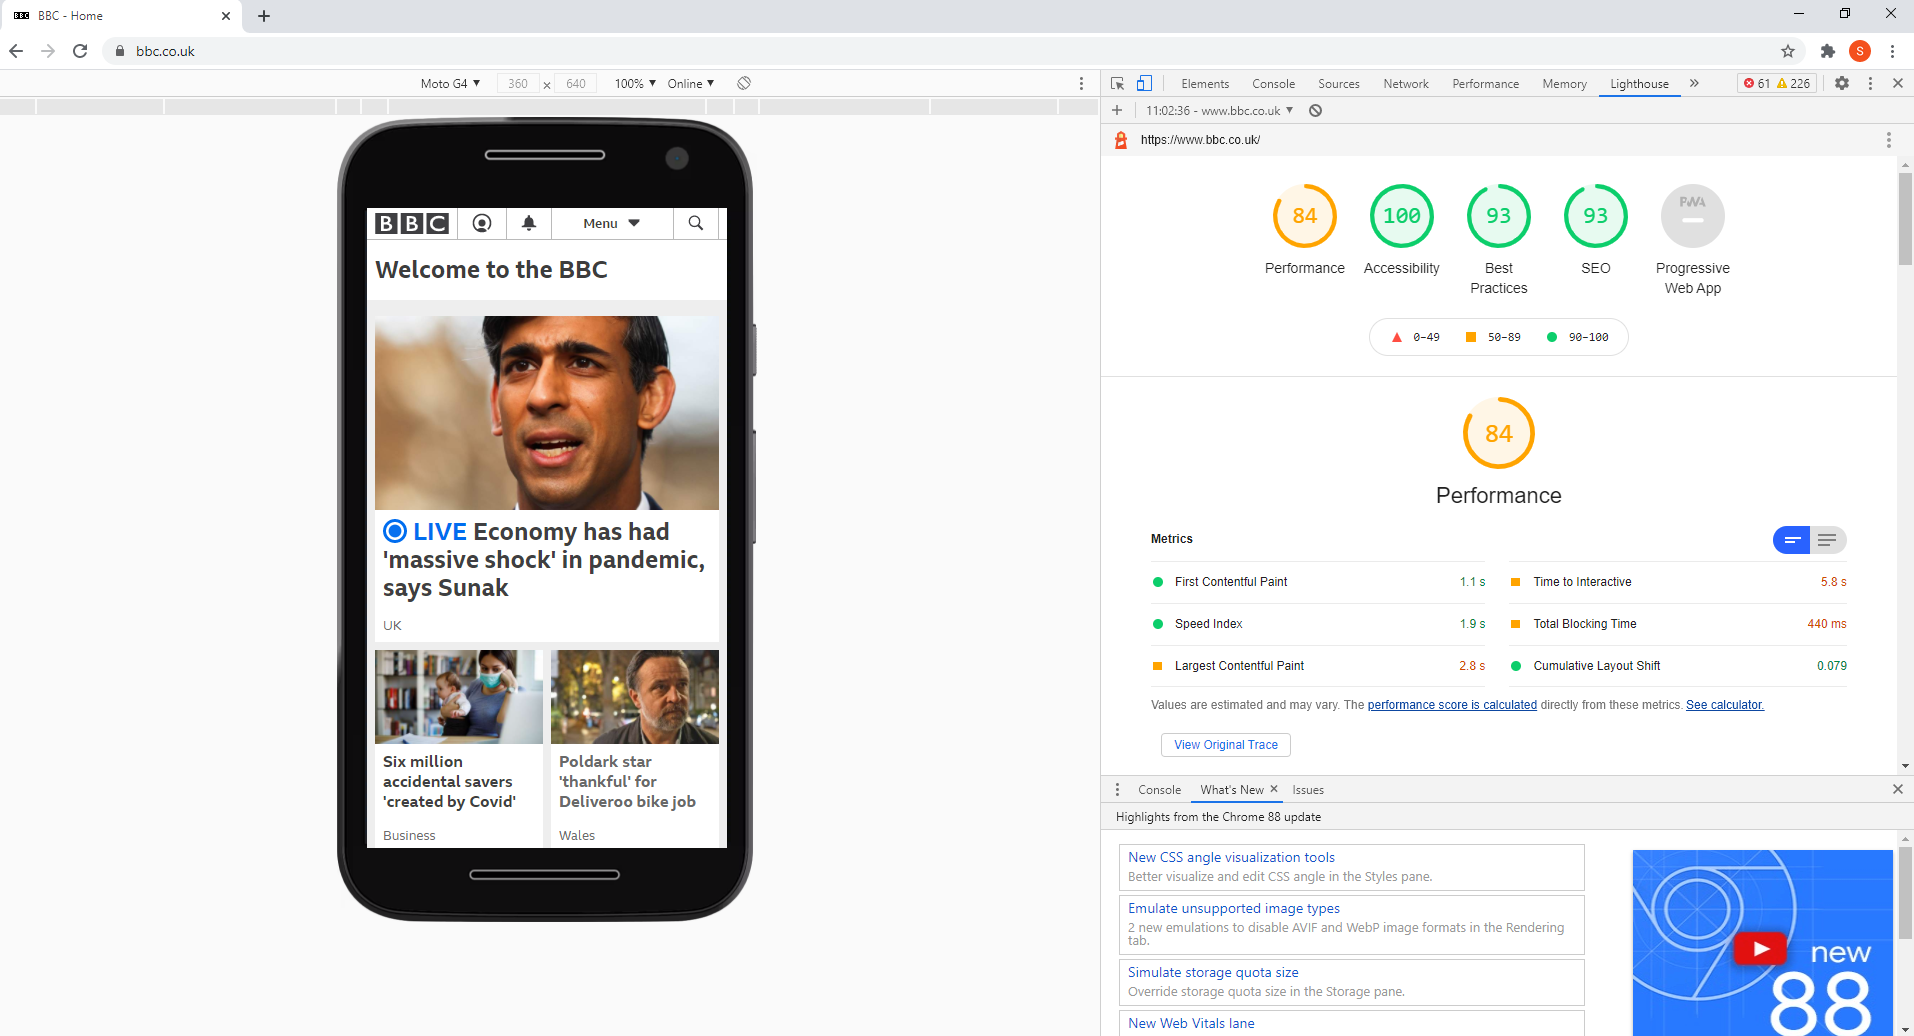 BBC BBC - Home
bbc.co.uk
S
Moto G4 360 x 640 100% Online
Elements Console Sources Network Performance Memory Lighthouse 61 226
11:02:36 - www.bbc.co.uk
https://www.bbc.co.uk/
BBC Menu
Welcome to the BBC
LIVE Economy has had
'massive shock' in pandemic,
says Sunak
UK
Six million
accidental savers
'created by Covid'
Business
Poldark star
'thankful' for
Deliveroo bike job
Wales
84 100 93 93 PWA
Performance Accessibility Best
Practices SEO Progressive
Web App
0–49 50–89 90–100
84
Performance
Metrics
First Contentful Paint 1.1 s
Time to Interactive 5.8 s
Speed Index 1.9 s
Total Blocking Time 440 ms
Largest Contentful Paint 2.8 s
Cumulative Layout Shift 0.079
Values are estimated and may vary. The performance score is calculated directly from these metrics. See calculator.
View Original Trace
Console What's New Issues
Highlights from the Chrome 88 update
New CSS angle visualization tools
Better visualize and edit CSS angle in the Styles pane.
Emulate unsupported image types
2 new emulations to disable AVIF and WebP image formats in the Rendering
tab.
Simulate storage quota size
Override storage quota size in the Storage pane.
New Web Vitals lane
new
88